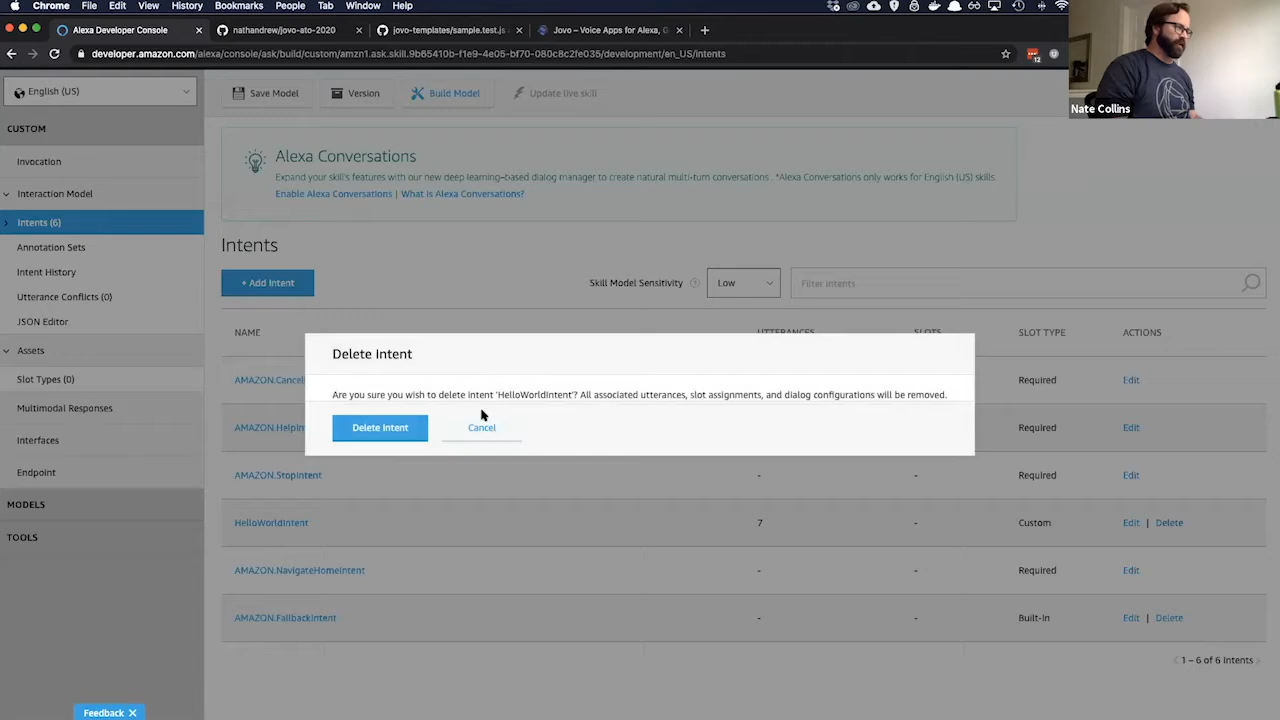 Chrome File Edit View History Bookmarks People Tab Window Help
Alexa Developer Console
nathandrew/jovo-ato-2020
jovo-templates/sample.test.js
Jovo – Voice Apps for Alexa, G
developer.amazon.com/alexa/console/ask/build/custom/amzn1.ask.skill.9b65410b-f1e9-4e05-bf70-080c8c2fe035/development/en_US/intents
12
Nate Collins
English (US)
Save Model
Version
Build Model
Update live skill
CUSTOM
Invocation
Interaction Model
Intents (6)
Annotation Sets
Intent History
Utterance Conflicts (0)
JSON Editor
Assets
Slot Types (0)
Multimodal Responses
Interfaces
Endpoint
MODELS
TOOLS
Feedback
Alexa Conversations
Expand your skill's features with our new deep learning–based dialog manager to create natural multi-turn conversations . *Alexa Conversations only works for English (US) skills.
Enable Alexa Conversations | What is Alexa Conversations?
Intents
+ Add Intent
Skill Model Sensitivity
Low
Filter intents
NAME UTTERANCES SLOTS SLOT TYPE ACTIONS
Delete Intent
Are you sure you wish to delete intent 'HelloWorldIntent'? All associated utterances, slot assignments, and dialog configurations will be removed.
Delete Intent
Cancel
AMAZON.Cancel Required Edit
AMAZON.HelpIn Required Edit
AMAZON.StopIntent - - Required Edit
HelloWorldIntent 7 - Custom Edit | Delete
AMAZON.NavigateHomeIntent - - Required Edit
AMAZON.FallbackIntent - - Built-In Edit | Delete
1 – 6 of 6 Intents